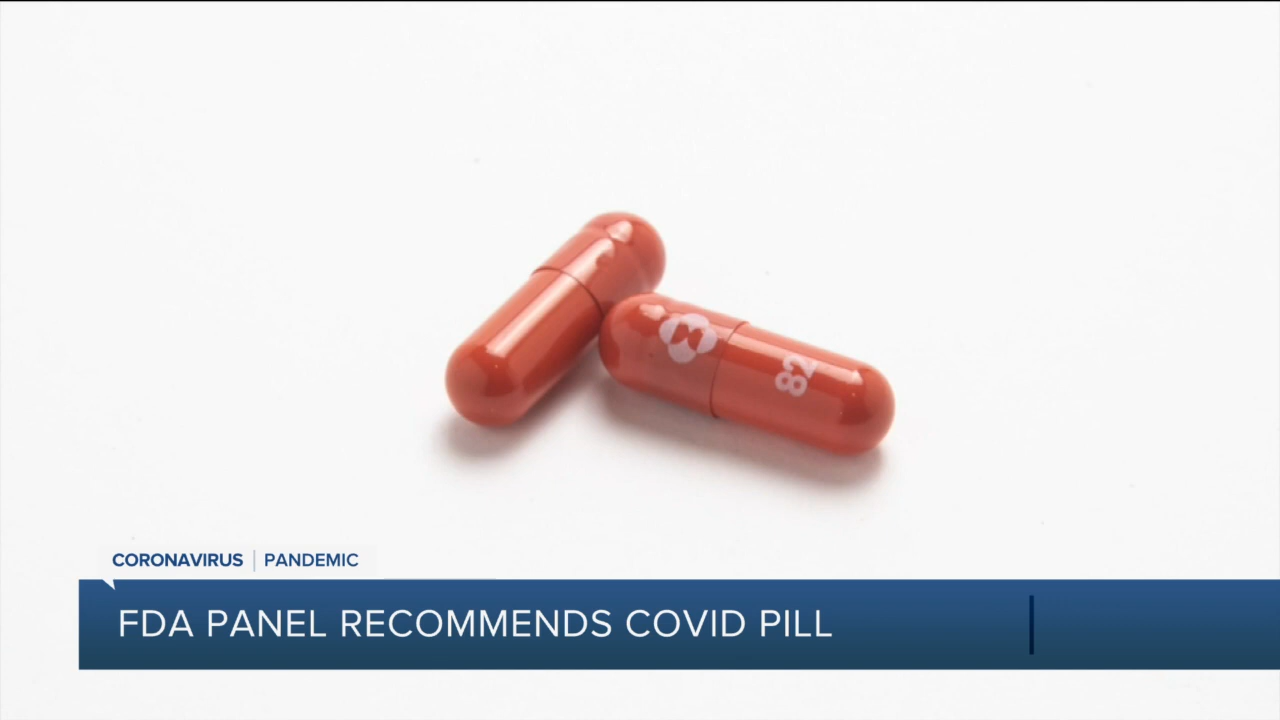 82
CORONAVIRUS | PANDEMIC
FDA PANEL RECOMMENDS COVID PILL